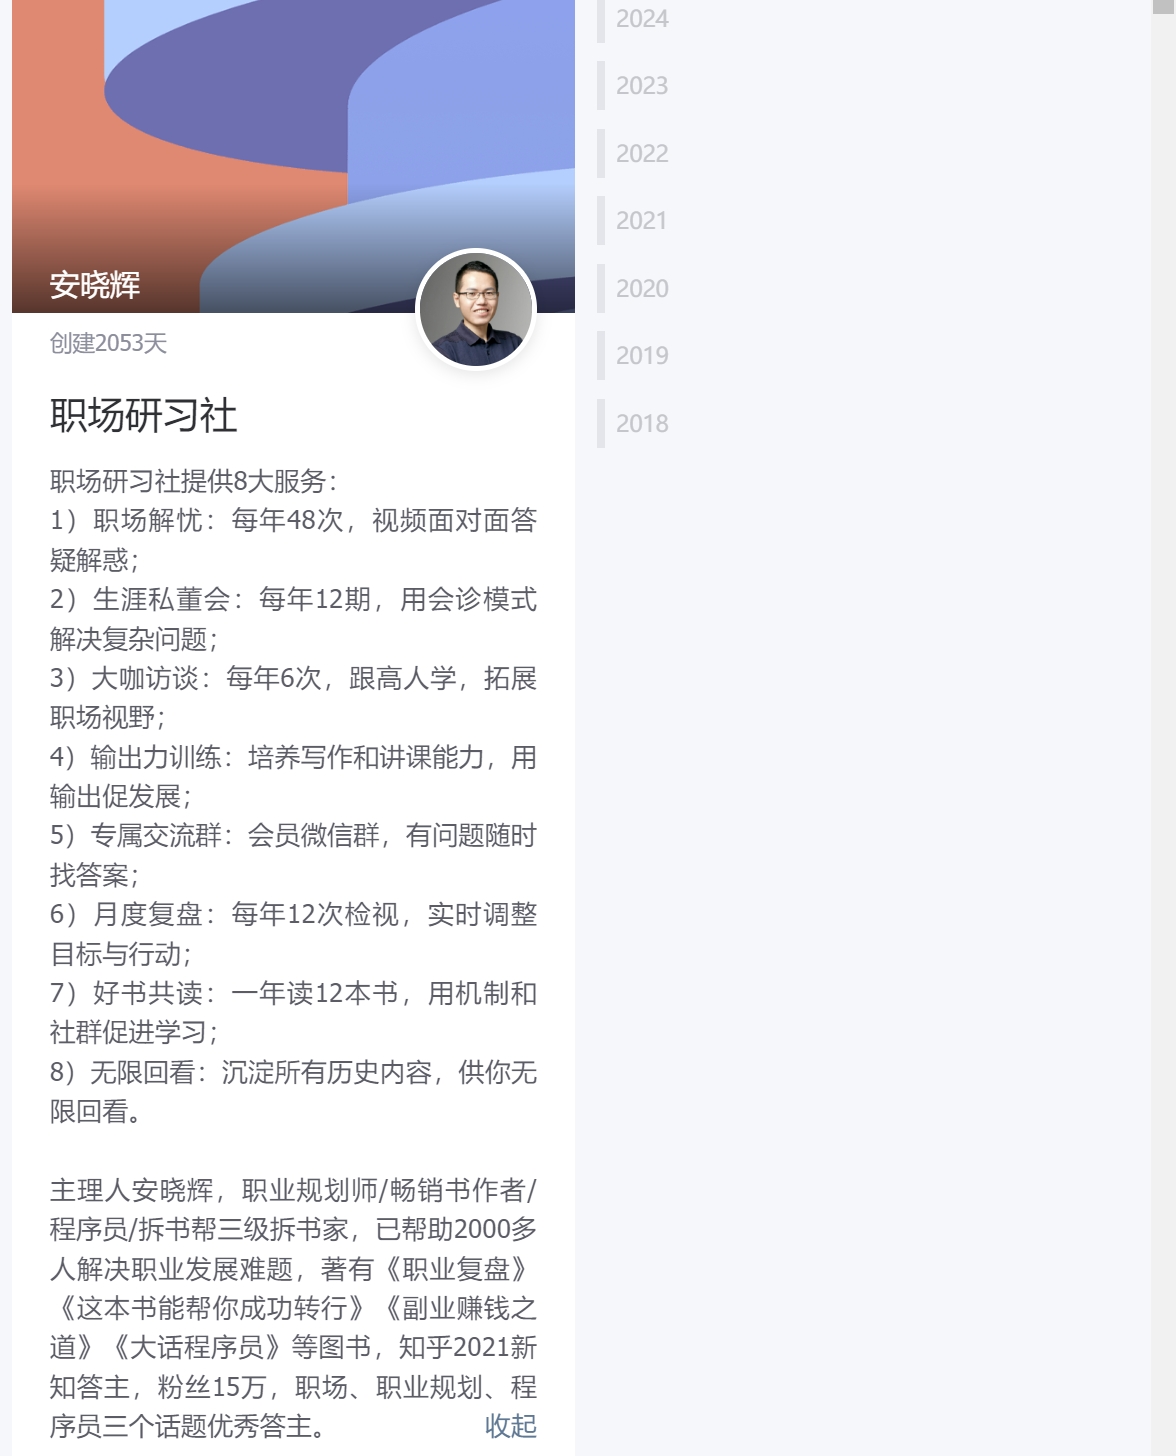 安晓辉
创建2053天
职场研习社
职场研习社提供8大服务：
1）职场解忧：每年48次，视频面对面答
疑解惑；
2）生涯私董会：每年12期，用会诊模式
解决复杂问题；
3）大咖访谈：每年6次，跟高人学，拓展
职场视野；
4）输出力训练：培养写作和讲课能力，用
输出促发展；
5）专属交流群：会员微信群，有问题随时
找答案；
6）月度复盘：每年12次检视，实时调整
目标与行动；
7）好书共读：一年读12本书，用机制和
社群促进学习；
8）无限回看：沉淀所有历史内容，供你无
限回看。
主理人安晓辉，职业规划师/畅销书作者/
程序员/拆书帮三级拆书家，已帮助2000多
人解决职业发展难题，著有《职业复盘》
《这本书能帮你成功转行》《副业赚钱之
道》《大话程序员》等图书，知乎2021新
知答主，粉丝15万，职场、职业规划、程
序员三个话题优秀答主。 收起
2024
2023
2022
2021
2020
2019
2018